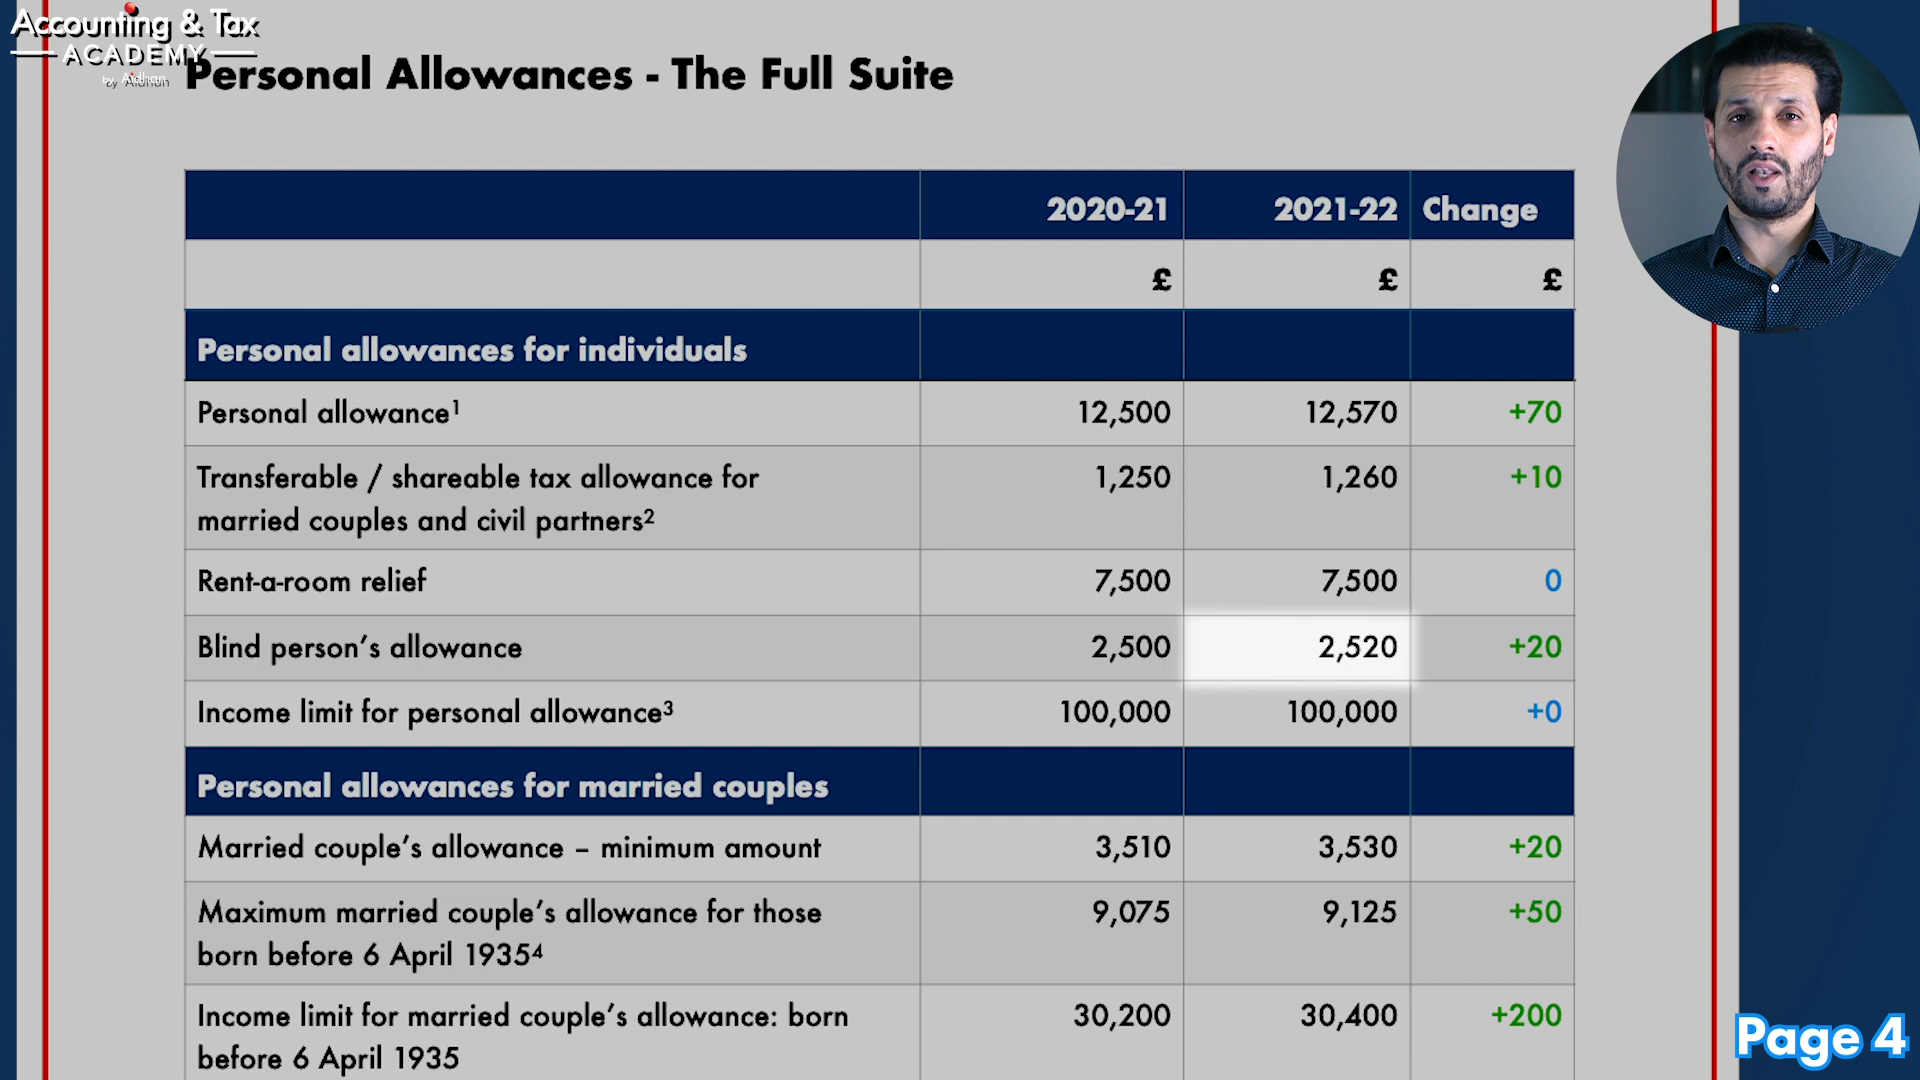 Accounting & Tax
ACADEMY
by Aidhan
Personal Allowances - The Full Suite
2020-21 2021-22 Change
£ £ £
Personal allowances for individuals
Personal allowance¹ 12,500 12,570 +70
Transferable / shareable tax allowance for
married couples and civil partners² 1,250 1,260 +10
Rent-a-room relief 7,500 7,500 0
Blind person’s allowance 2,500 2,520 +20
Income limit for personal allowance³ 100,000 100,000 +0
Personal allowances for married couples
Married couple’s allowance – minimum amount 3,510 3,530 +20
Maximum married couple’s allowance for those
born before 6 April 1935⁴ 9,075 9,125 +50
Income limit for married couple’s allowance: born
before 6 April 1935 30,200 30,400 +200
Page 4